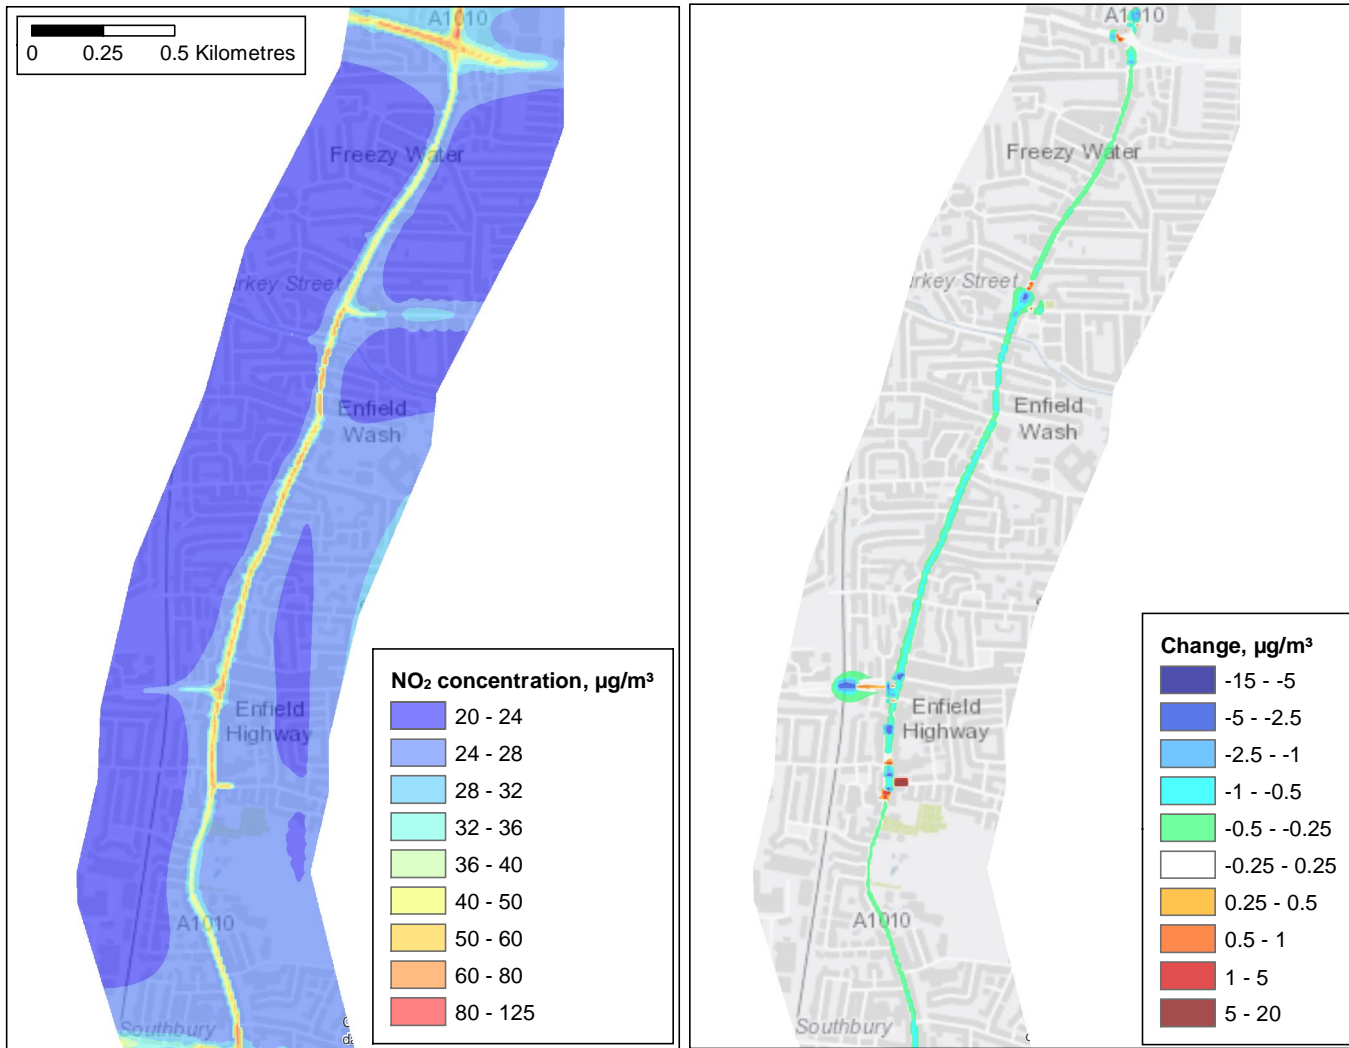 A1010
0 0.25 0.5 Kilometres
Freezy Water
rkey Street
Enfield
Wash
Enfield
Highway
A1010
Southbury
NO₂ concentration, µg/m³
20 - 24
24 - 28
28 - 32
32 - 36
36 - 40
40 - 50
50 - 60
60 - 80
80 - 125
A1010
Freezy Water
rkey Street
Enfield
Wash
Enfield
Highway
A1010
Southbury
Change, µg/m³
-15 - -5
-5 - -2.5
-2.5 - -1
-1 - -0.5
-0.5 - -0.25
-0.25 - 0.25
0.25 - 0.5
0.5 - 1
1 - 5
5 - 20